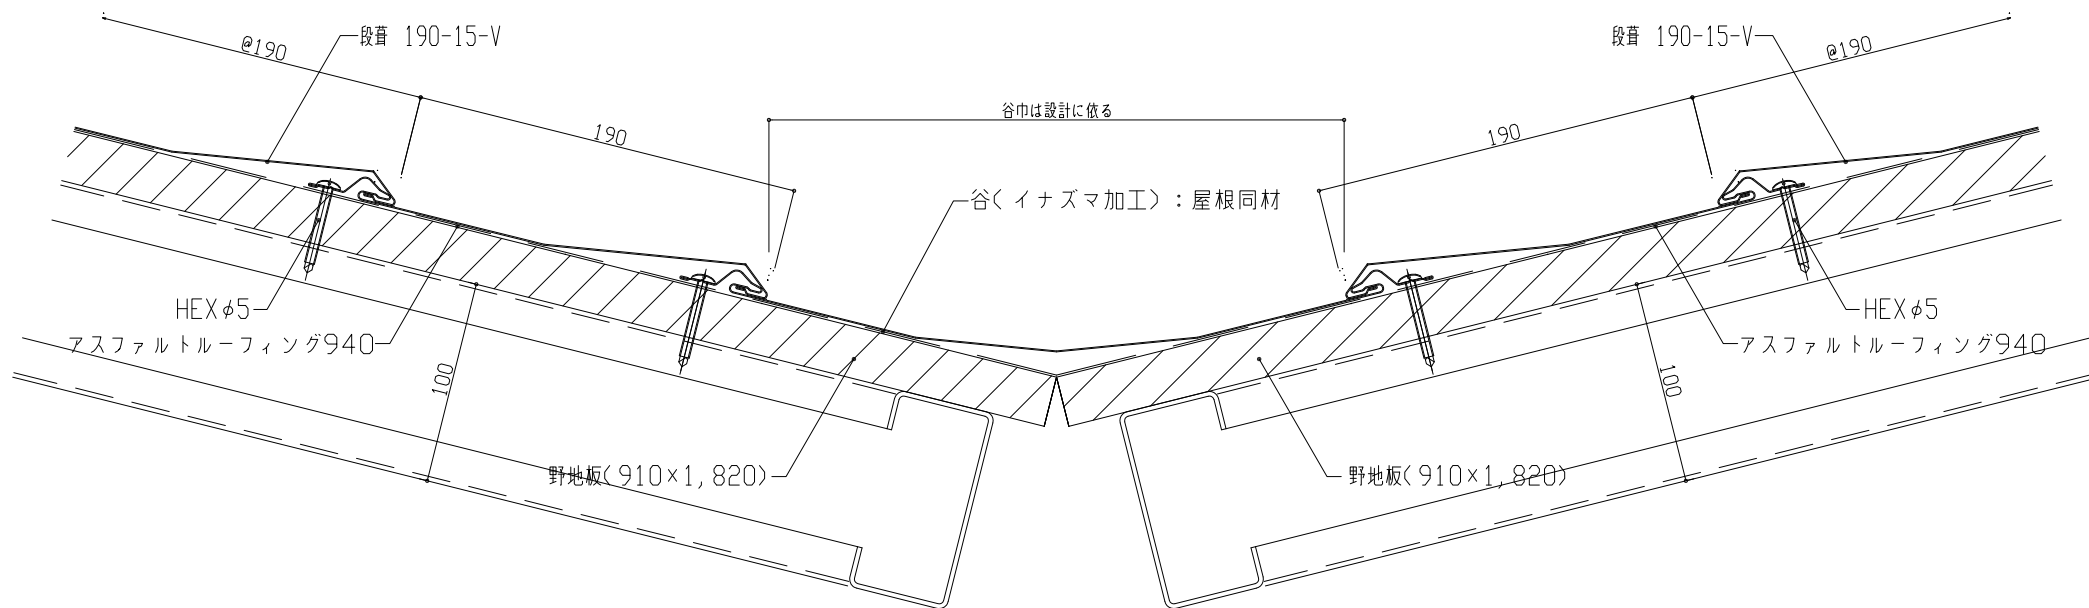 段葺 190-15-V
段葺 190-15-V
@190
@190
谷巾は設計に依る
190
190
谷(イナズマ加工):屋根同材
HEXφ5
HEXφ5
アスファルトルーフィング940
アスファルトルーフィング940
100
100
野地板(910×1,820)
野地板(910×1,820)